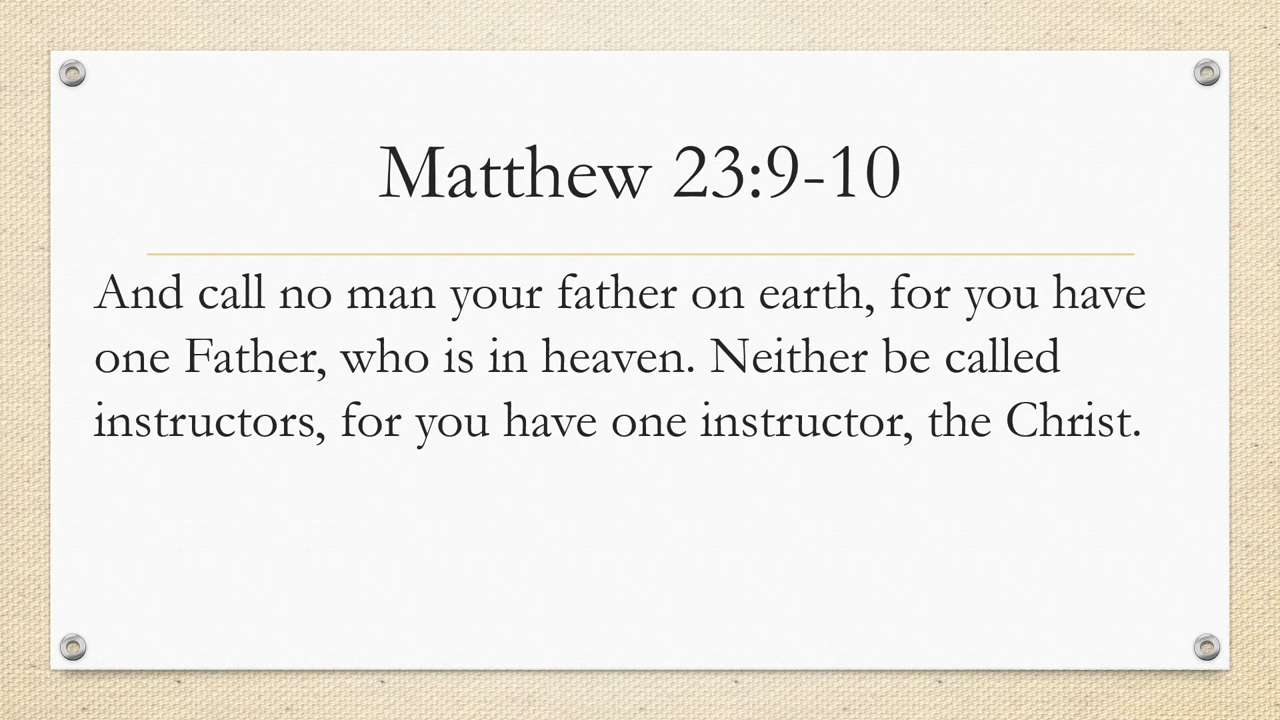 Matthew 23:9-10
And call no man your father on earth, for you have
one Father, who is in heaven. Neither be called
instructors, for you have one instructor, the Christ.